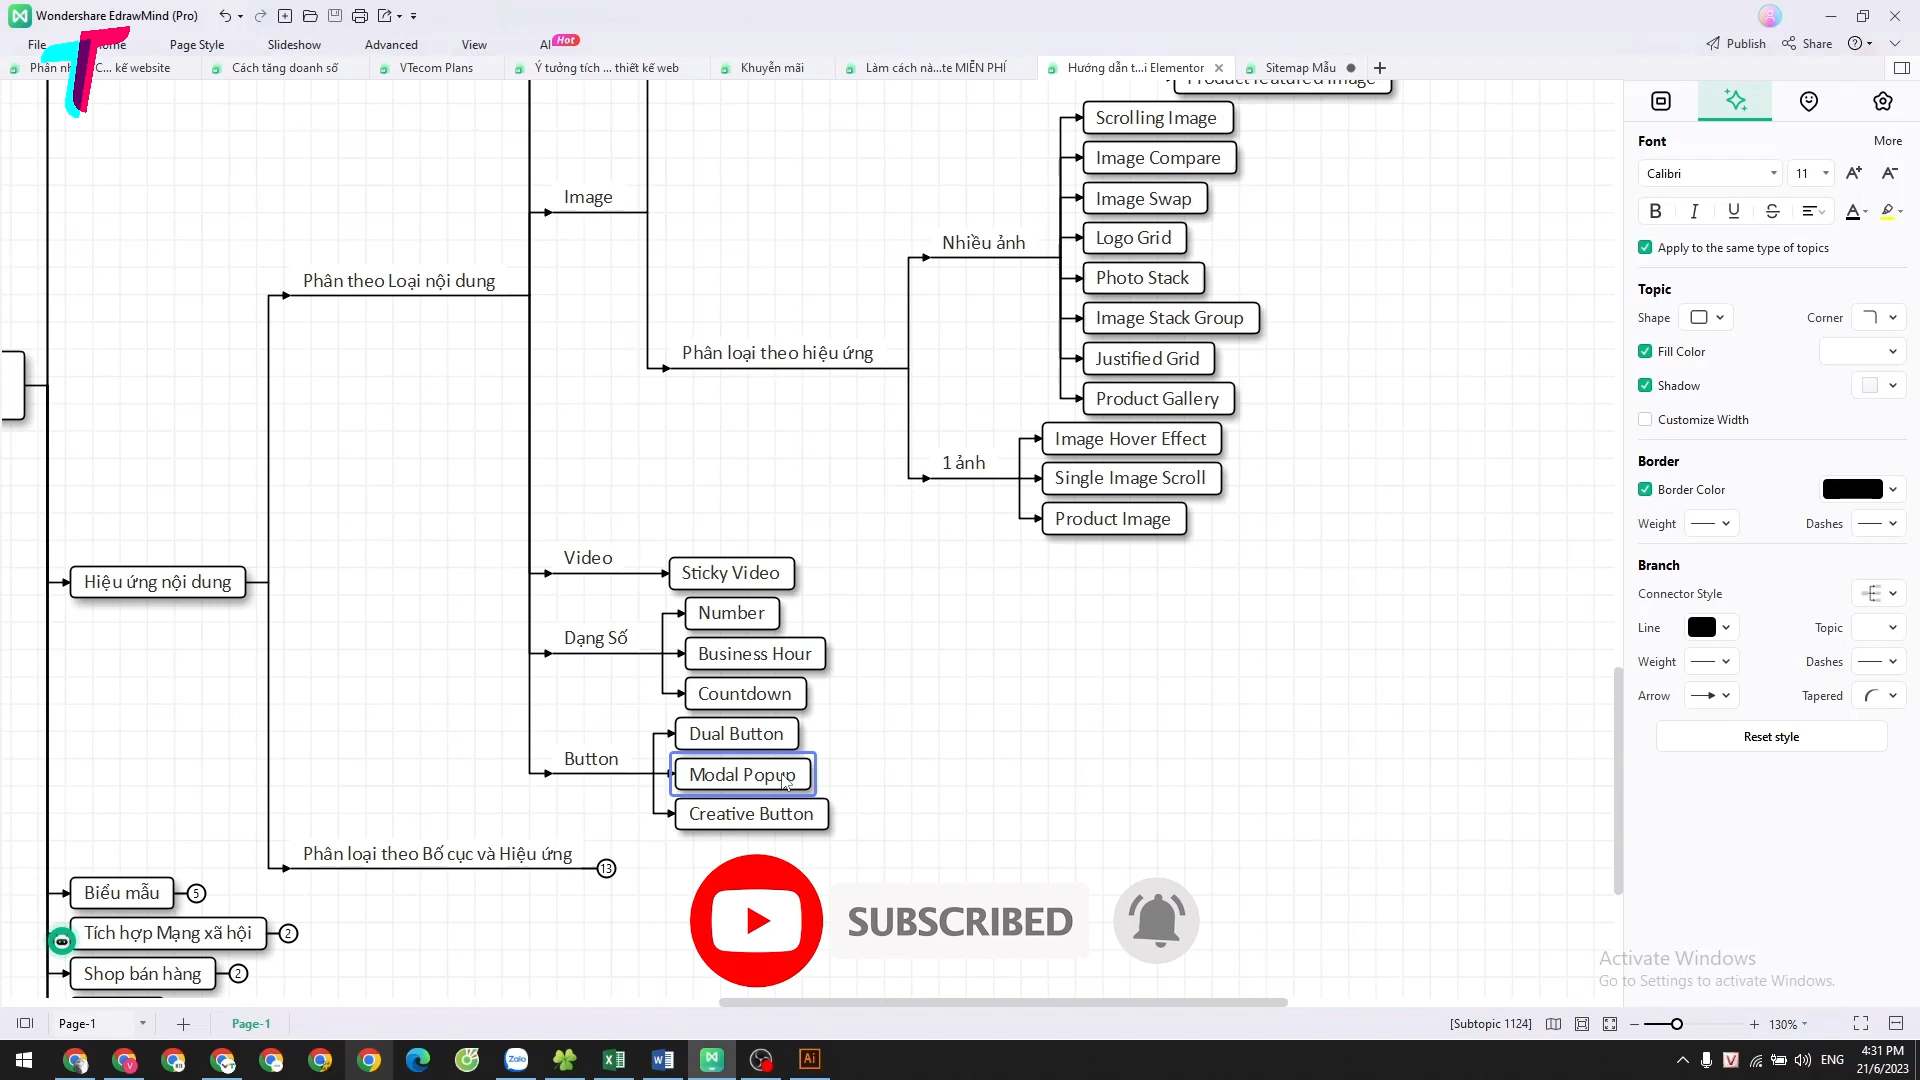 Wondershare EdrawMind (Pro)
File
ome
Page Style
Slideshow
Advanced
View
AI
Hot
Publish
Share
Phân nh
C... kế website
Cách tăng doanh số
VTecom Plans
Ý tưởng tích ... thiết kế web
Khuyễn mãi
Làm cách nà...te MIỄN PHÍ
Hướng dẫn t...i Elementor
Sitemap Mẫu
Product featured Image
Scrolling Image
Image Compare
Image Swap
Logo Grid
Photo Stack
Image Stack Group
Justified Grid
Product Gallery
Image
Nhiều ảnh
Phân theo Loại nội dung
Phân loại theo hiệu ứng
Image Hover Effect
1 ảnh
Single Image Scroll
Product Image
Video
Sticky Video
Hiệu ứng nội dung
Number
Dạng Số
Business Hour
Countdown
Dual Button
Button
Modal Popup
Creative Button
Phân loại theo Bố cục và Hiệu ứng
13
Biểu mẫu
5
Tích hợp Mạng xã hội
2
Shop bán hàng
2
SUBSCRIBED
Font
More
Calibri
11
A+
A-
B
I
U
S
A
Apply to the same type of topics
Topic
Shape
Corner
Fill Color
Shadow
Customize Width
Border
Border Color
Weight
Dashes
Branch
Connector Style
Line
Topic
Weight
Dashes
Arrow
Tapered
Reset style
Activate Windows
Go to Settings to activate Windows.
Page-1
Page-1
[Subtopic 1124]
130%
Zalo
Ai
V
ENG
4:31 PM
21/6/2023